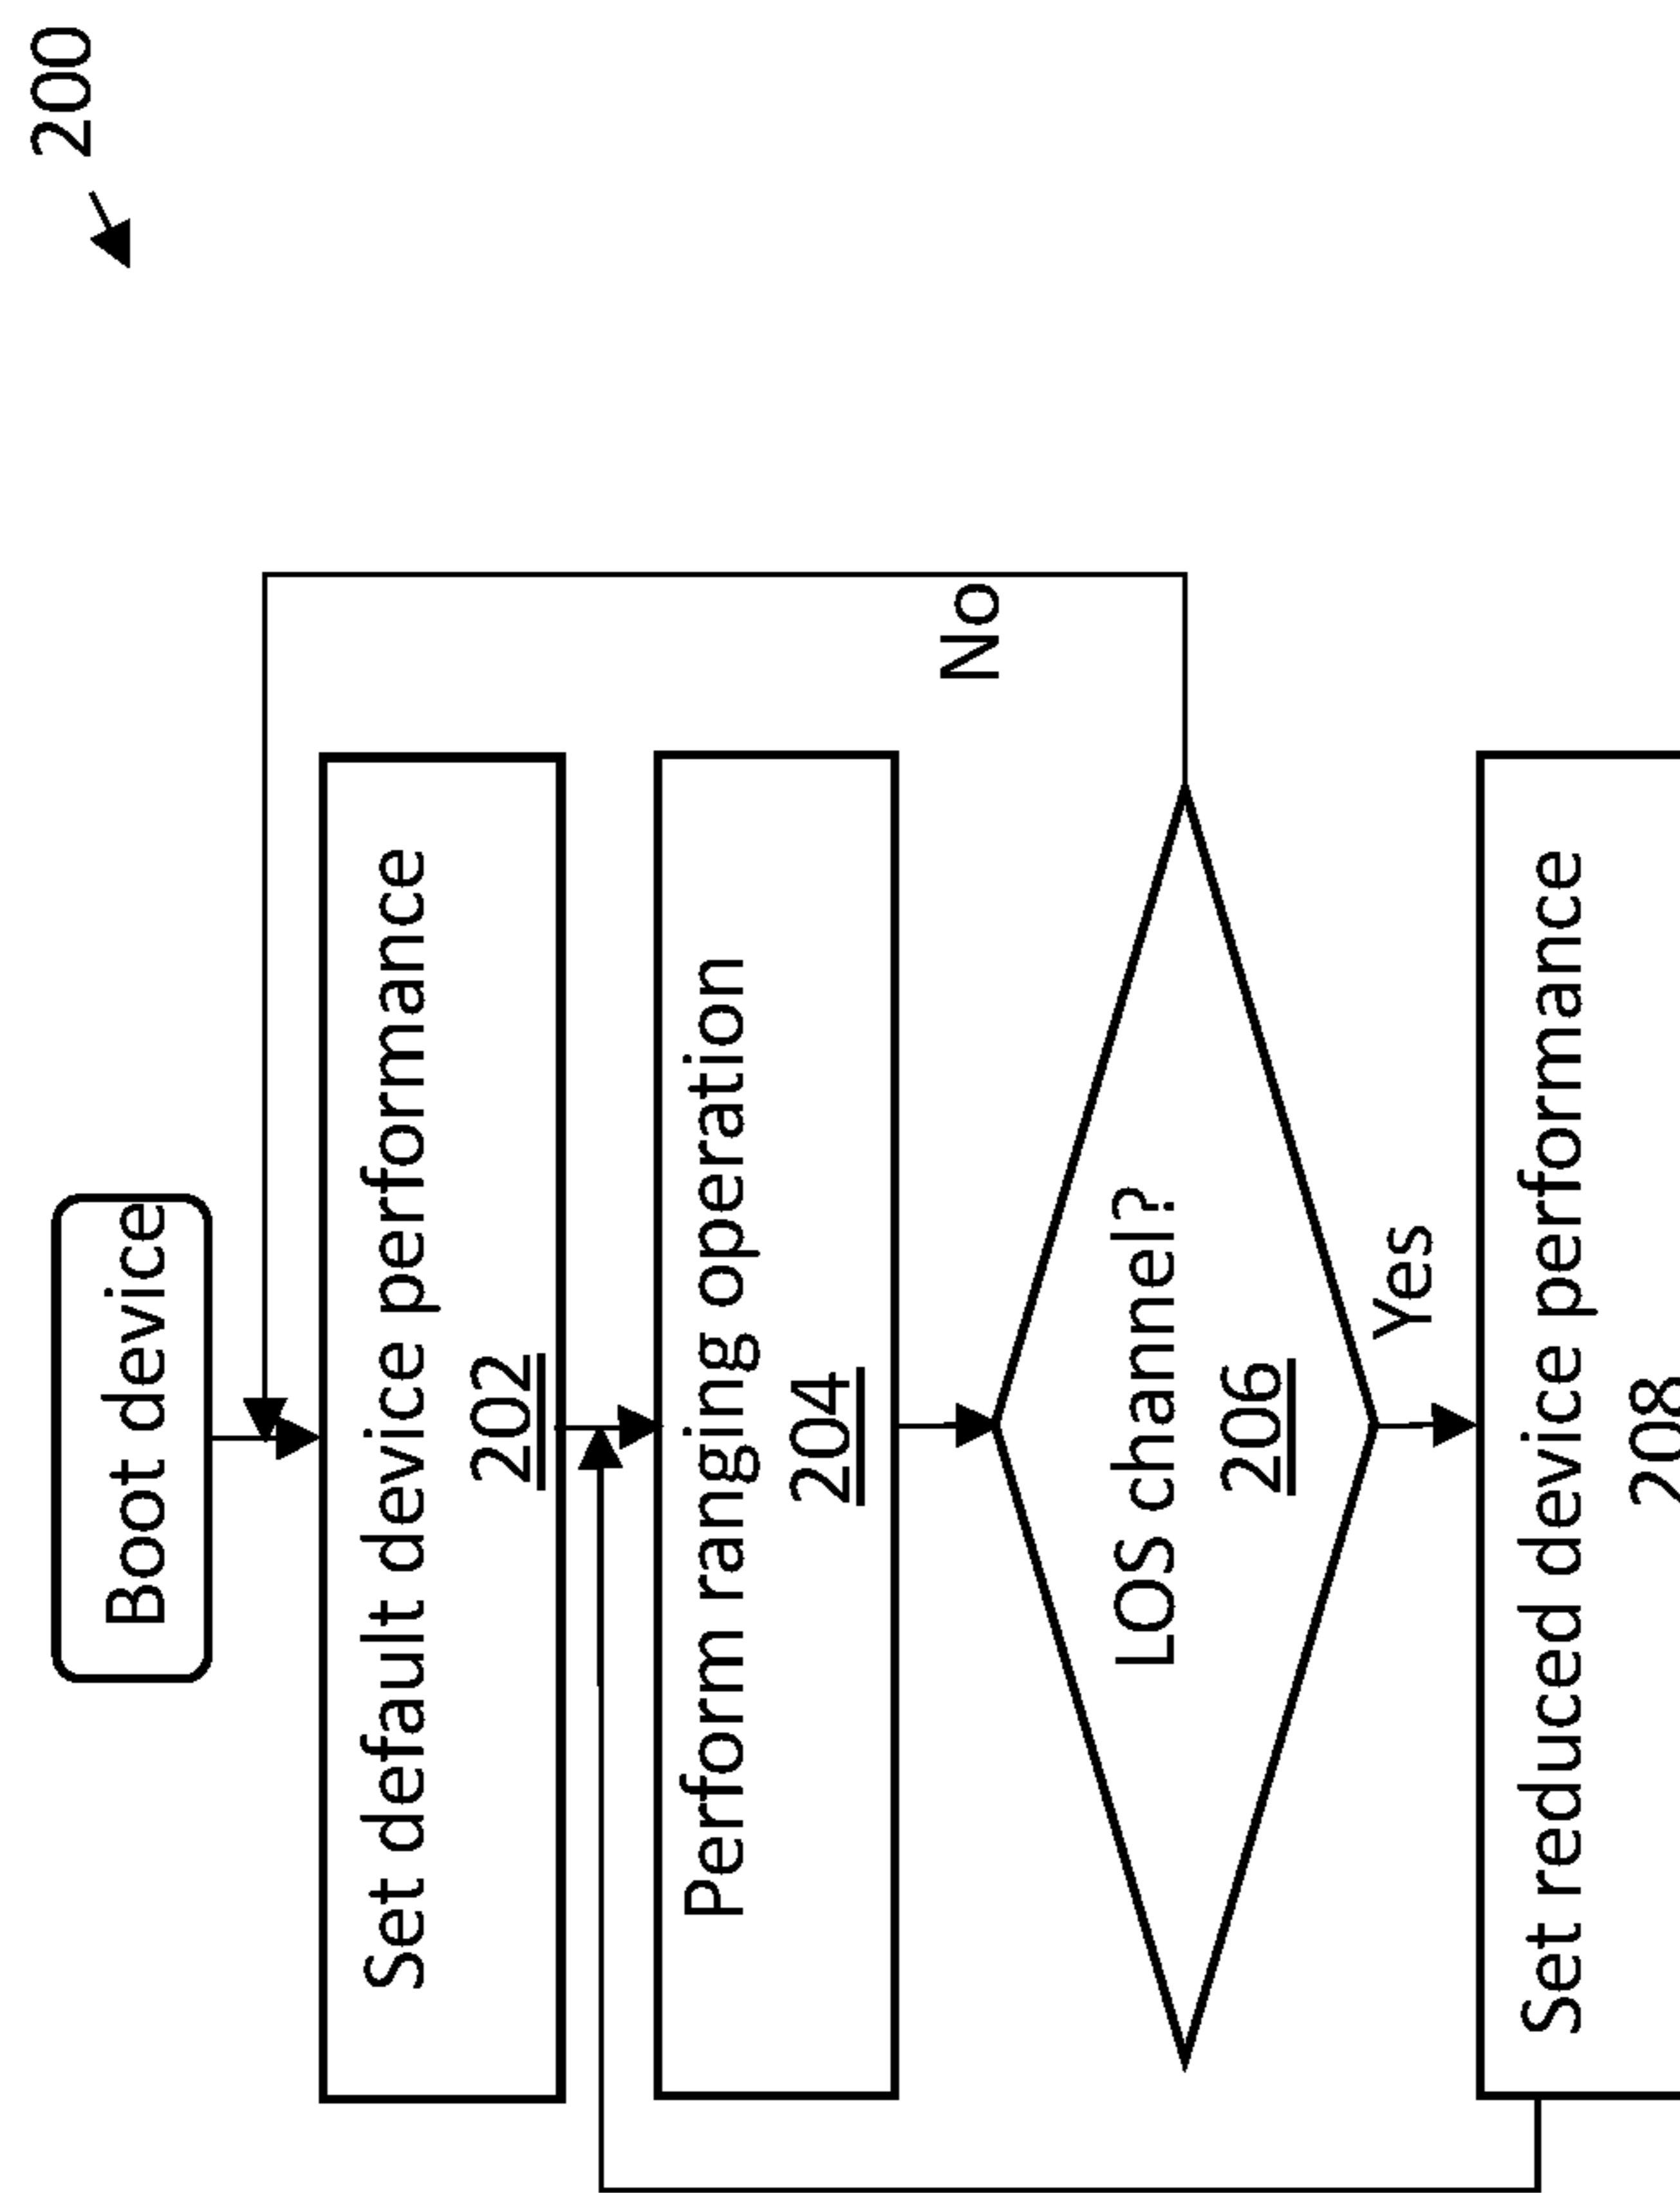 200
Boot device
Set default device performance
202
Perform ranging operation
204
No
LOS channel?
206
Yes
Set reduced device performance
208